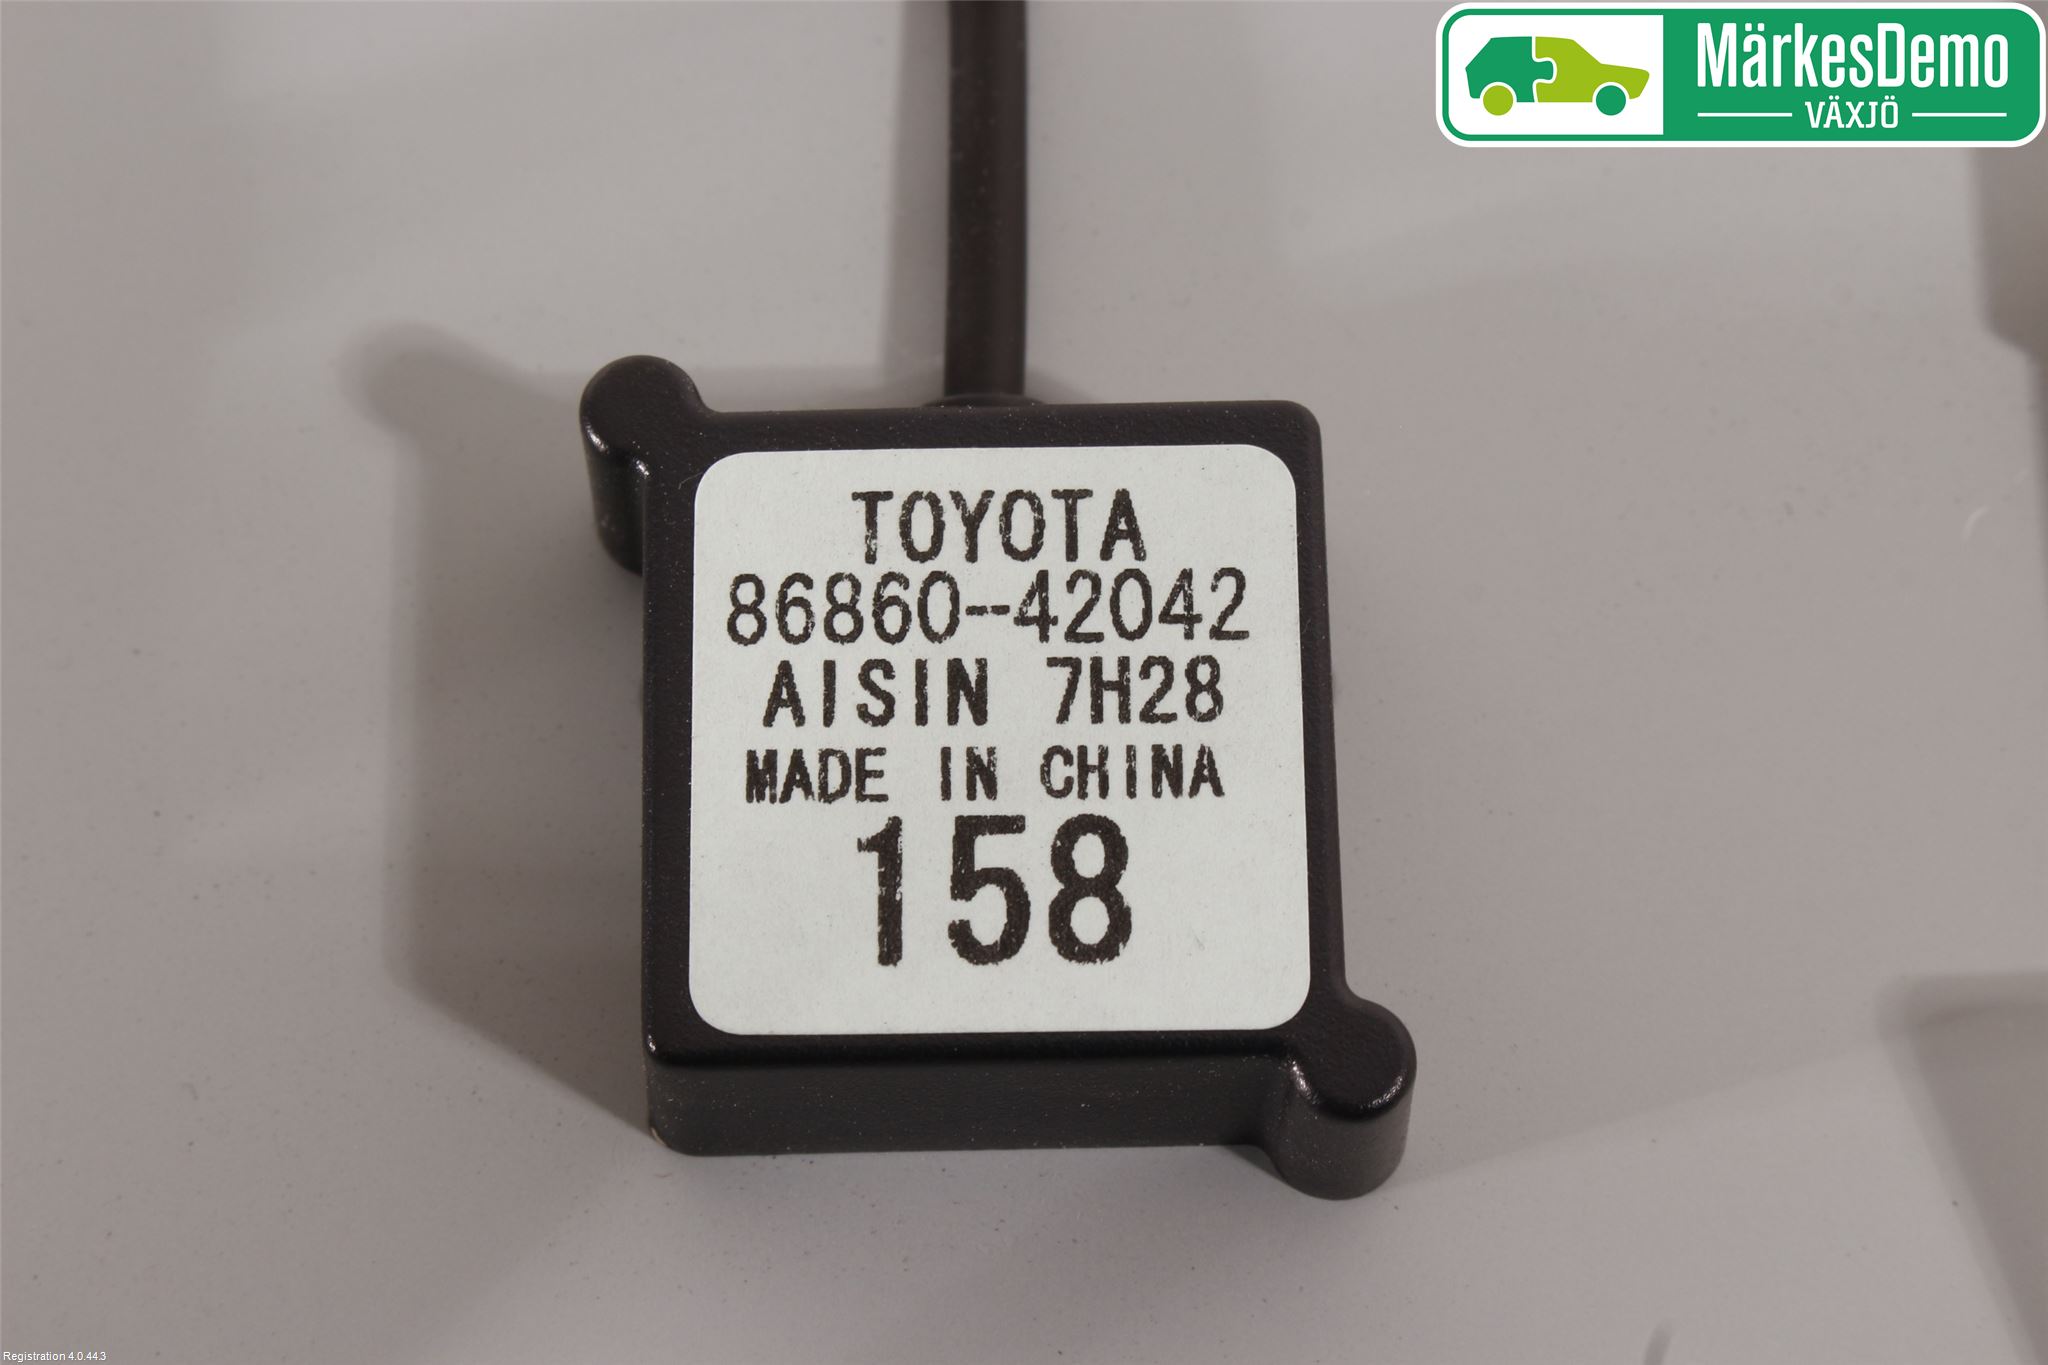 MärkesDemo
VÄXJÖ
TOYOTA
86860-42042
AISIN 7H28
MADE IN CHINA
158
Registration 4.0.44.3